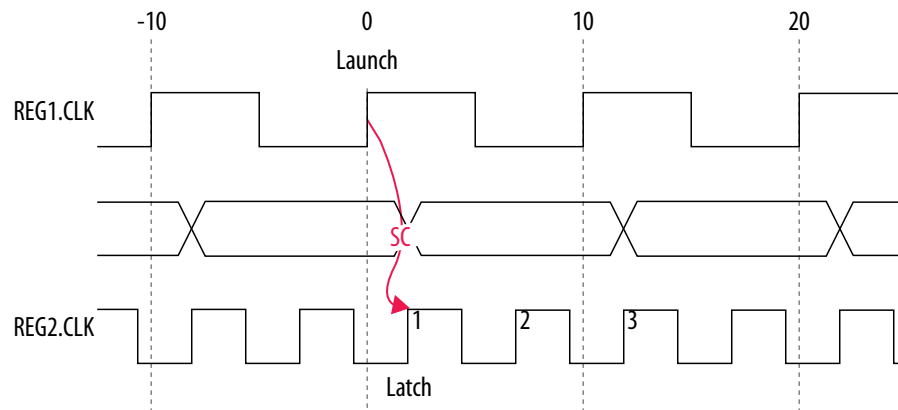 -10 0 10 20
Launch
REG1.CLK
SC
REG2.CLK 1 2 3
Latch